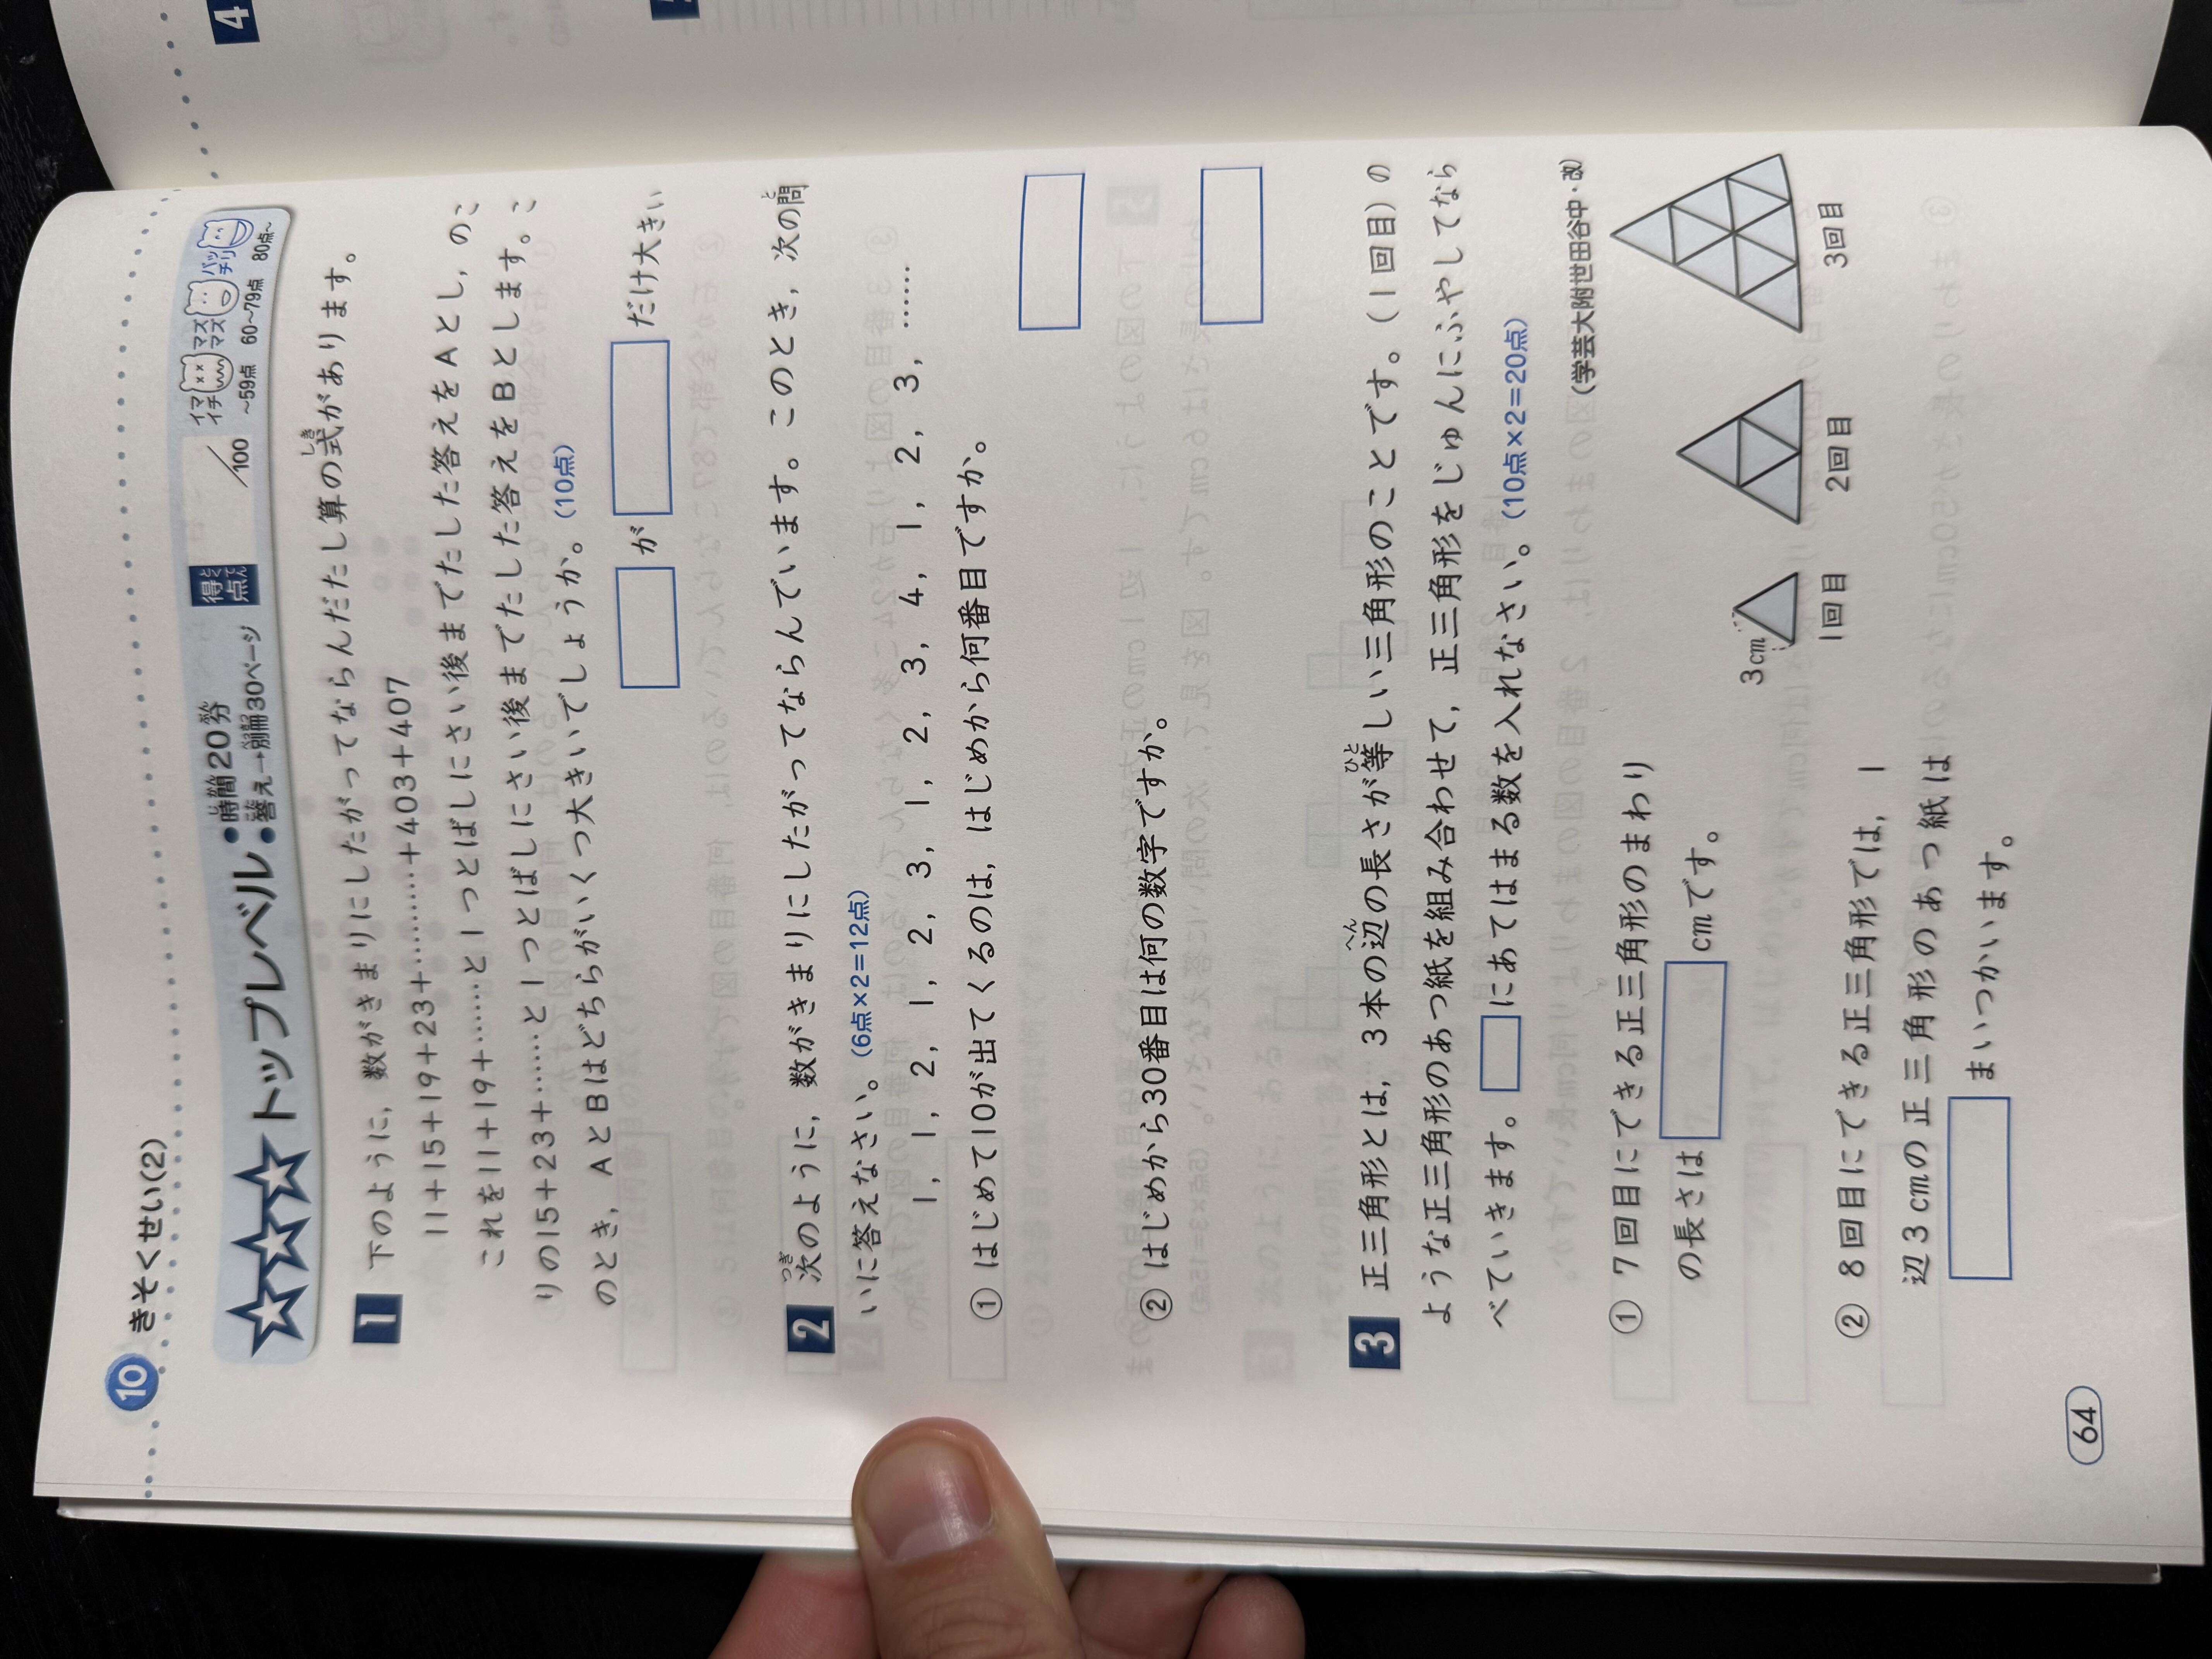 4
10 きそくせい(2)
☆☆☆トップレベル
●時間20分
●答え→別冊30ページ
得点
／100
イマイチ
～59点
マズマズ
60～79点
バッチリ
80点～
1 下のように，数がきまりにしたがってならんだたし算の式があります。
11＋15＋19＋23＋…………＋403＋407
これを11＋19＋……と1つとばしにさい後までたした答えをAとし，のこ
りの15＋23＋……と1つとばしにさい後までたした答えをBとします。こ
のとき，AとBはどちらがいくつ大きいでしょうか。(10点)
□が□だけ大きい
2 次のように，数がきまりにしたがってならんでいます。このとき，次の問
いに答えなさい。(6点×2＝12点)
1，1，2，1，2，3，1，2，3，4，1，2，3，……
① はじめて10が出てくるのは，はじめから何番目ですか。
② はじめから30番目は何の数字ですか。
3 正三角形とは，3本の辺の長さが等しい三角形のことです。(1回目)の
ような正三角形のあつ紙を組み合わせて，正三角形をじゅんにふやしてなら
べていきます。□にあてはまる数を入れなさい。(10点×2＝20点)
(学芸大附世田谷中・改)
① 7回目にできる正三角形のまわり
の長さは□cmです。
② 8回目にできる正三角形では，1
辺3cmの正三角形のあつ紙は
□まいつかいます。
3cm
1回目
2回目
3回目
64